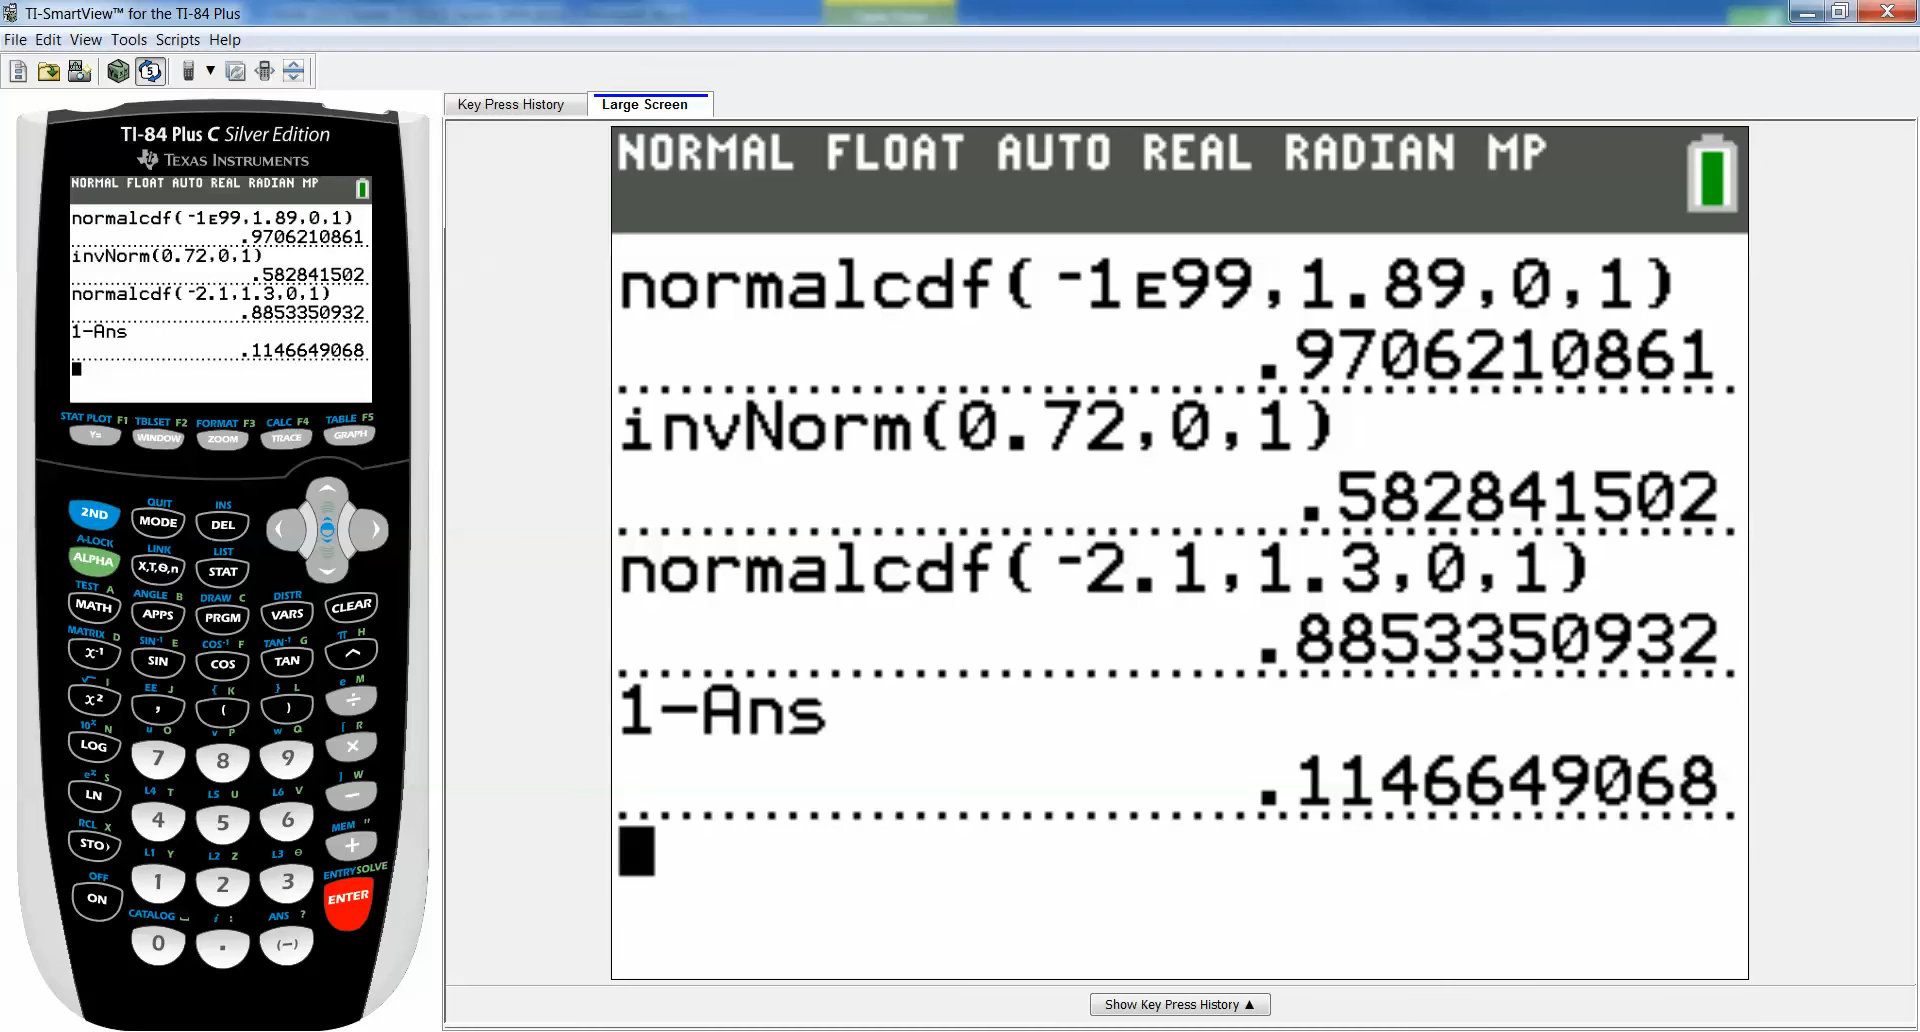 TI-SmartView™ for the TI-84 Plus
File Edit View Tools Scripts Help
Key Press History
Large Screen
TI-84 Plus C Silver Edition
TEXAS INSTRUMENTS
NORMAL FLOAT AUTO REAL RADIAN MP
normalcdf(⁻1ᴇ99,1.89,0,1)
.9706210861
invNorm(0.72,0,1)
.582841502
normalcdf(⁻2.1,1.3,0,1)
.8853350932
1-Ans
.1146649068
STAT PLOT F1 TBLSET F2 FORMAT F3 CALC F4 TABLE F5
Y= WINDOW ZOOM TRACE GRAPH
QUIT INS
2ND MODE DEL
A-LOCK LINK LIST
ALPHA X,T,Θ,n STAT
TEST A ANGLE B DRAW C DISTR
MATH APPS PRGM VARS CLEAR
MATRIX D SIN⁻¹ E COS⁻¹ F TAN⁻¹ G π H
x⁻¹ SIN COS TAN ^
√ I EE J { K } L e M
x² , ( ) ÷
10ˣ N u O v P w Q [ R
LOG 7 8 9 ×
eˣ S L4 T L5 U L6 V ] W
LN 4 5 6 −
RCL X L1 Y L2 Z L3 θ MEM "
STO› 1 2 3 +
OFF CATALOG ⎵ i : ANS ? ENTRY SOLVE
ON 0 . (−) ENTER
NORMAL FLOAT AUTO REAL RADIAN MP
normalcdf(⁻1ᴇ99,1.89,0,1)
.9706210861
invNorm(0.72,0,1)
.582841502
normalcdf(⁻2.1,1.3,0,1)
.8853350932
1-Ans
.1146649068
Show Key Press History ▲